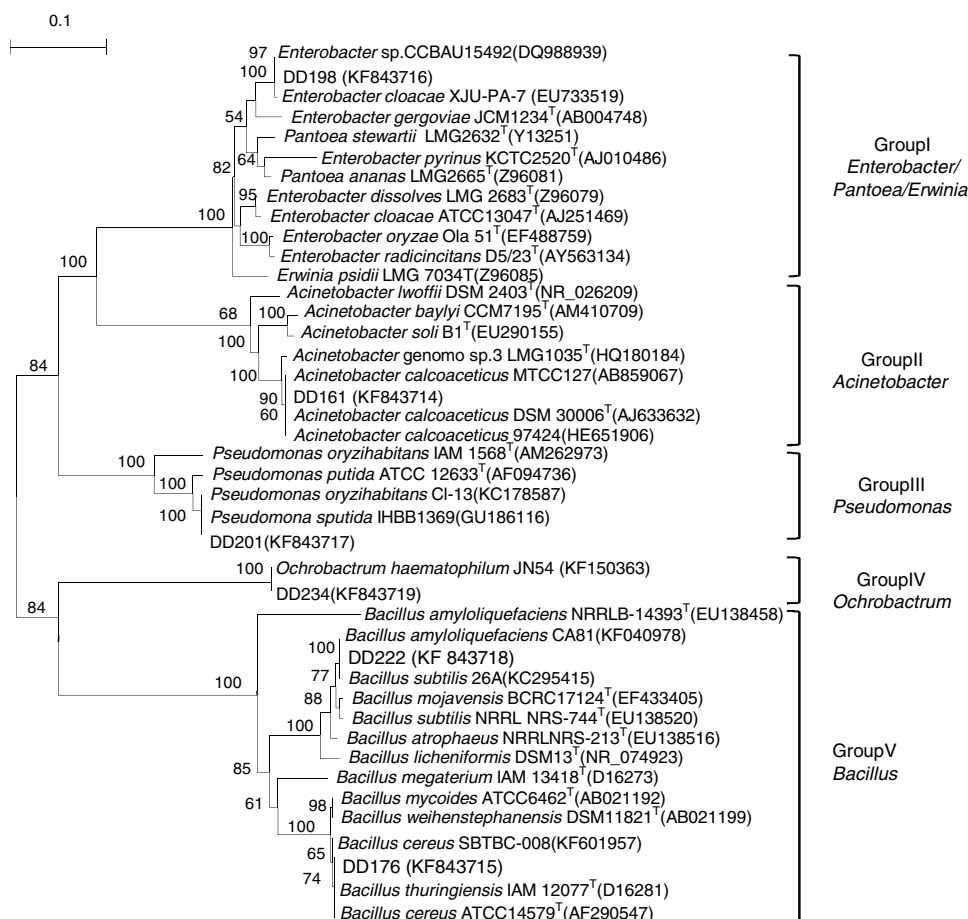 0.1
97 Enterobacter sp.CCBAU15492(DQ988939)
100 DD198 (KF843716)
Enterobacter cloacae XJU-PA-7 (EU733519)
Enterobacter gergoviae JCM1234T(AB004748)
54
Pantoea stewartii LMG2632T(Y13251)
64 Enterobacter pyrinus KCTC2520T(AJ010486)
82
Pantoea ananas LMG2665T(Z96081)
95 Enterobacter dissolves LMG 2683T(Z96079)
Enterobacter cloacae ATCC13047T(AJ251469)
100
100 Enterobacter oryzae Ola 51T(EF488759)
Enterobacter radicincitans D5/23T(AY563134)
100
Erwinia psidii LMG 7034T(Z96085)
GroupI
Enterobacter/
Pantoea/Erwinia
Acinetobacter lwoffii DSM 2403T(NR_026209)
68
100 Acinetobacter baylyi CCM7195T(AM410709)
Acinetobacter soli B1T(EU290155)
100
Acinetobacter genomo sp.3 LMG1035T(HQ180184)
84
100 Acinetobacter calcoaceticus MTCC127(AB859067)
90 DD161 (KF843714)
60 Acinetobacter calcoaceticus DSM 30006T(AJ633632)
Acinetobacter calcoaceticus 97424(HE651906)
GroupII
Acinetobacter
Pseudomonas oryzihabitans IAM 1568T(AM262973)
100
Pseudomonas putida ATCC 12633T(AF094736)
100
Pseudomonas oryzihabitans Cl-13(KC178587)
100 Pseudomona sputida IHBB1369(GU186116)
DD201(KF843717)
GroupIII
Pseudomonas
100 Ochrobactrum haematophilum JN54 (KF150363)
DD234(KF843719)
GroupIV
Ochrobactrum
84
Bacillus amyloliquefaciens NRRLB-14393T(EU138458)
Bacillus amyloliquefaciens CA81(KF040978)
100
DD222 (KF 843718)
77 Bacillus subtilis 26A(KC295415)
100
88 Bacillus mojavensis BCRC17124T(EF433405)
Bacillus subtilis NRRL NRS-744T(EU138520)
100
Bacillus atrophaeus NRRLNRS-213T(EU138516)
Bacillus licheniformis DSM13T(NR_074923)
85
Bacillus megaterium IAM 13418T(D16273)
61
98 Bacillus mycoides ATCC6462T(AB021192)
Bacillus weihenstephanensis DSM11821T(AB021199)
100
Bacillus cereus SBTBC-008(KF601957)
65
DD176 (KF843715)
74
Bacillus thuringiensis IAM 12077T(D16281)
Bacillus cereus ATCC14579T(AF290547)
GroupV
Bacillus